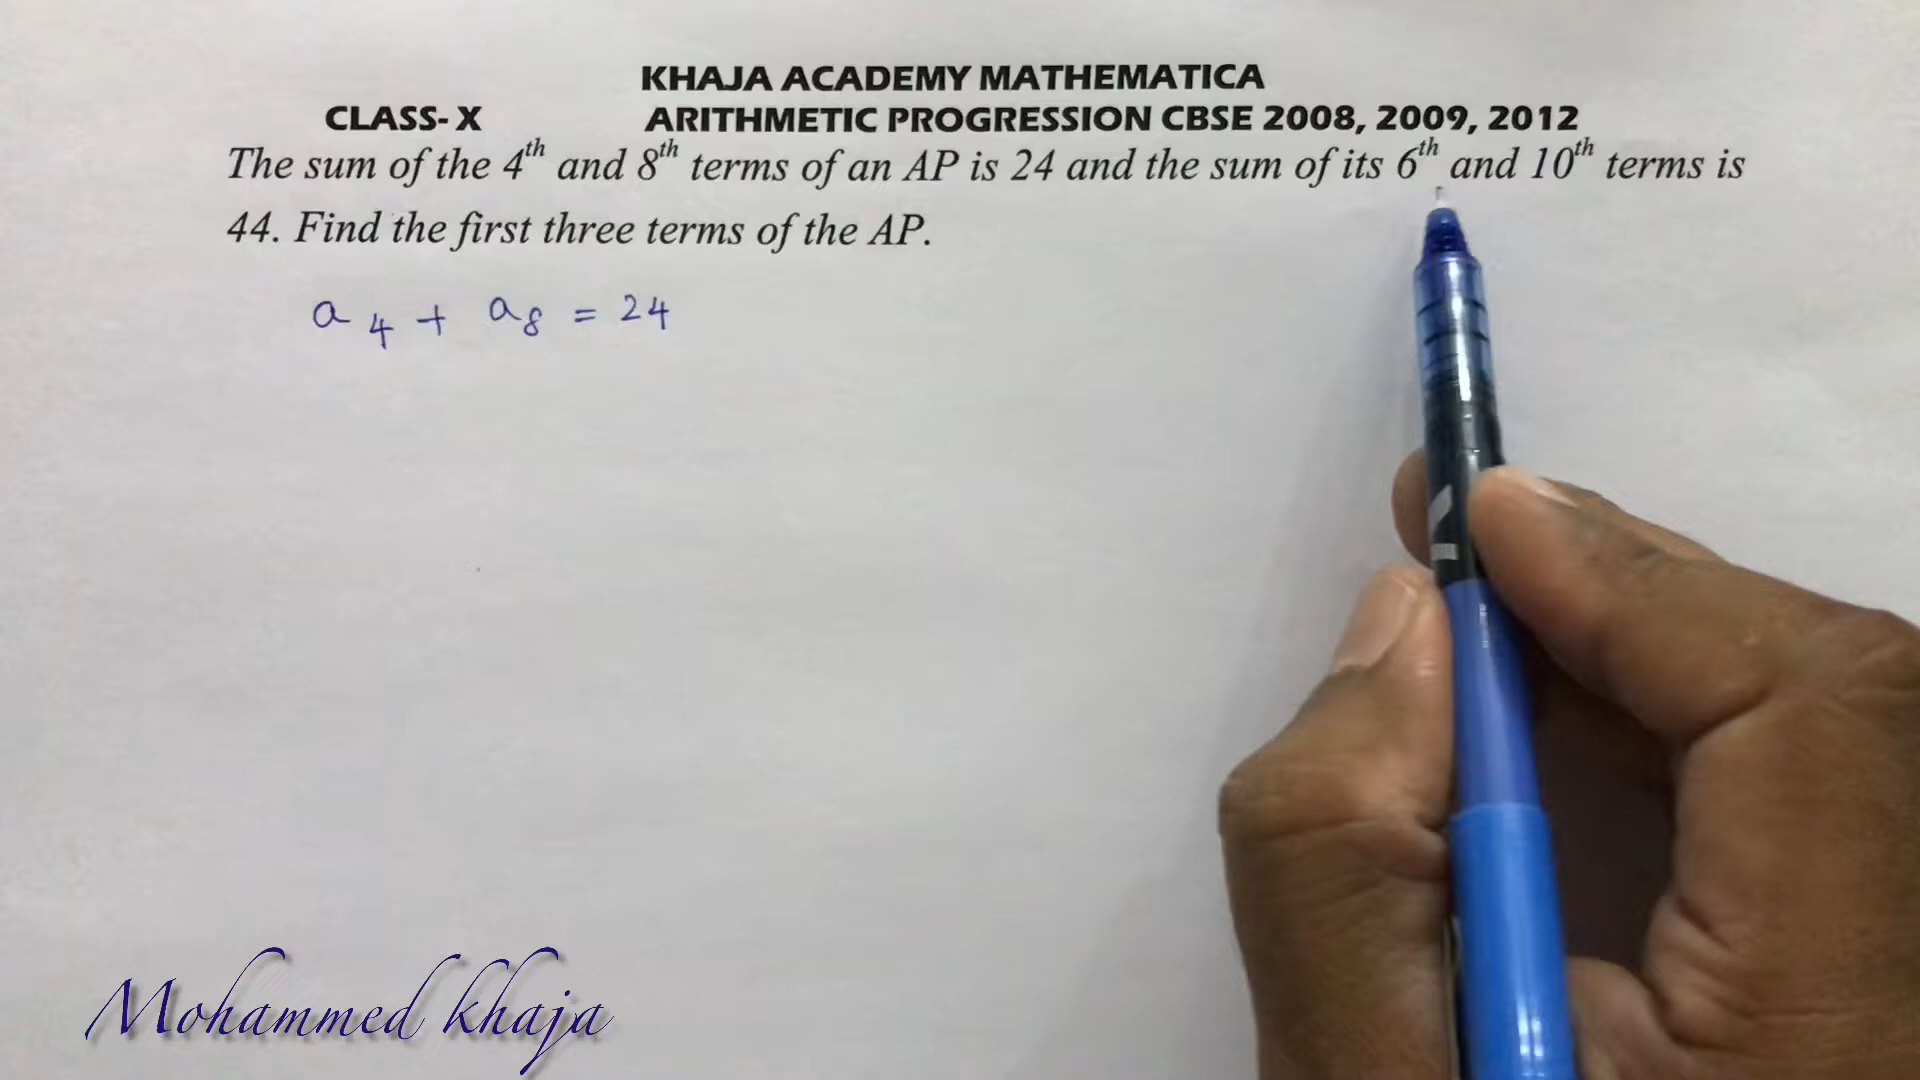 KHAJA ACADEMY MATHEMATICA
CLASS- X ARITHMETIC PROGRESSION CBSE 2008, 2009, 2012
The sum of the 4th and 8th terms of an AP is 24 and the sum of its 6th and 10th terms is
44. Find the first three terms of the AP.
a4 + a8 = 24
Mohammed khaja